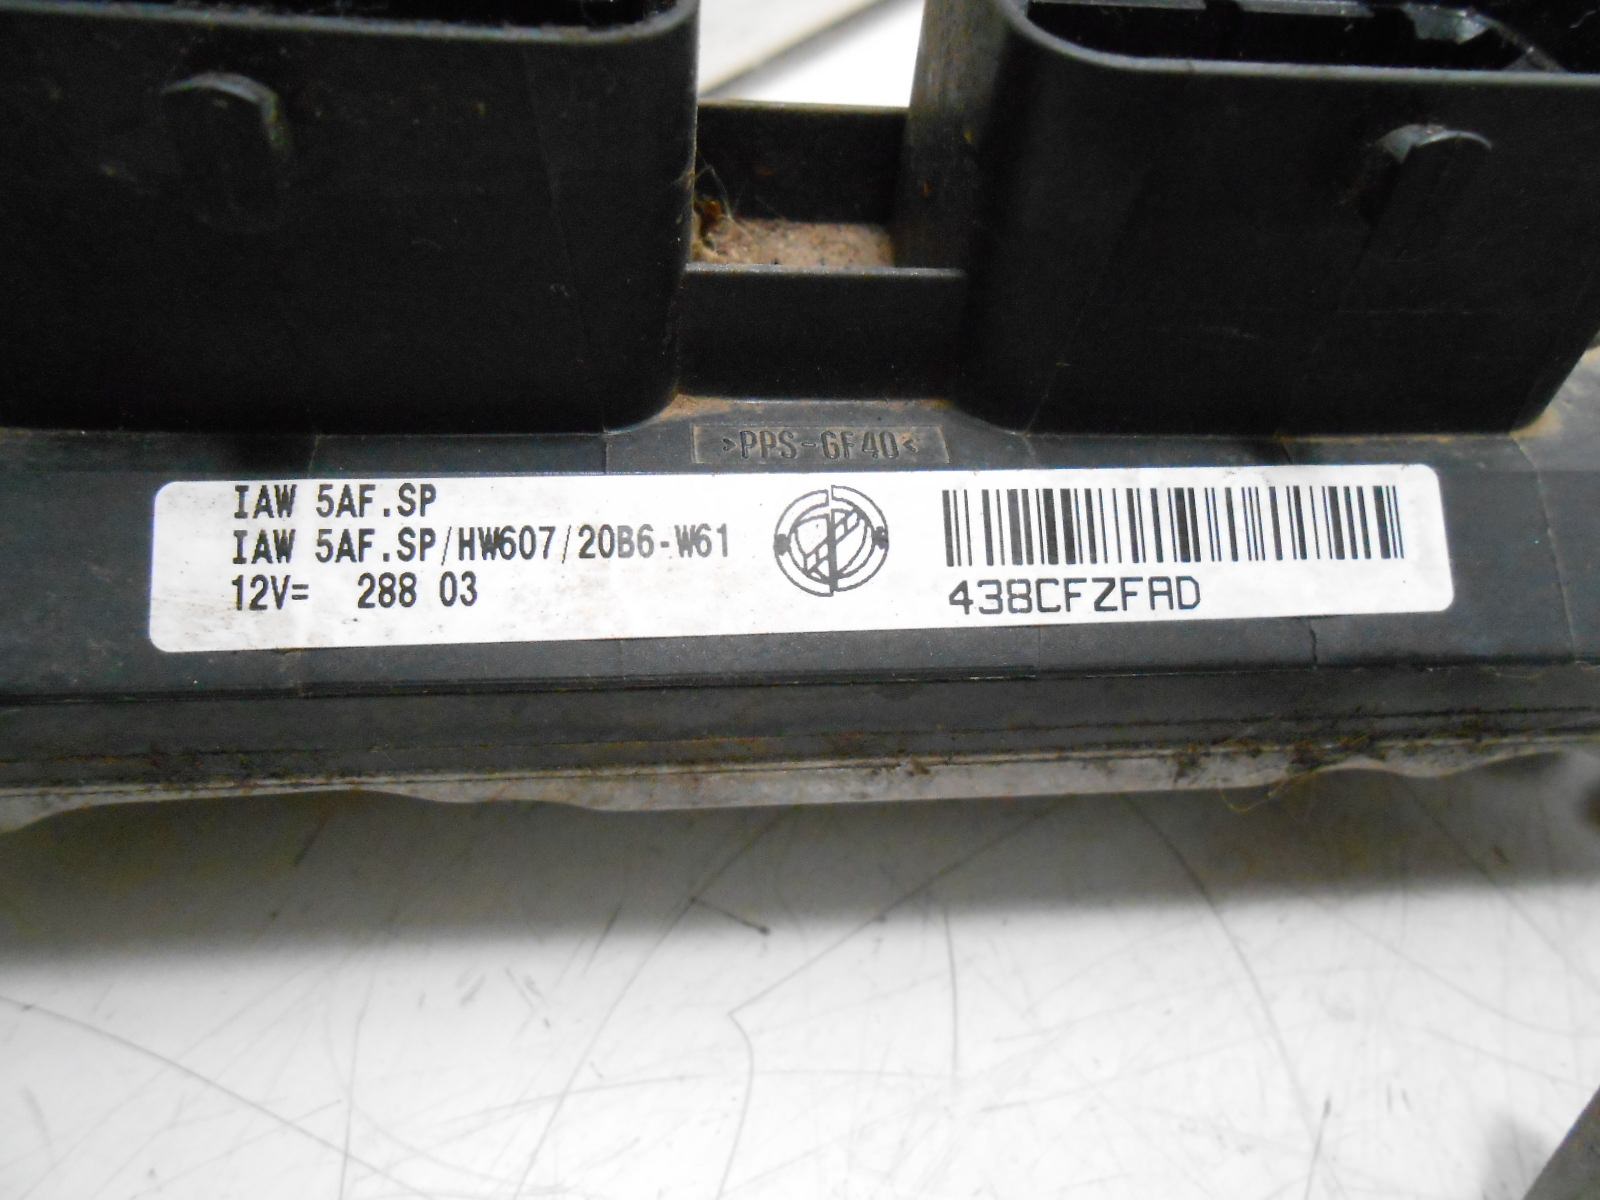 >PPS-GF40<
IAW 5AF.SP
IAW 5AF.SP/HW607/20B6-W61
12V= 288 03
438CFZFAD